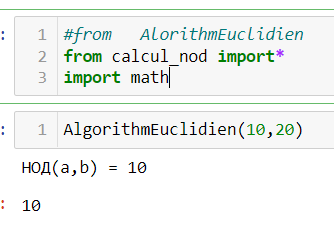 1 #from   AlorithmEuclidien
2 from calcul_nod import*
3 import math
1 AlgorithmEuclidien(10,20)
НОД(a,b) = 10
10